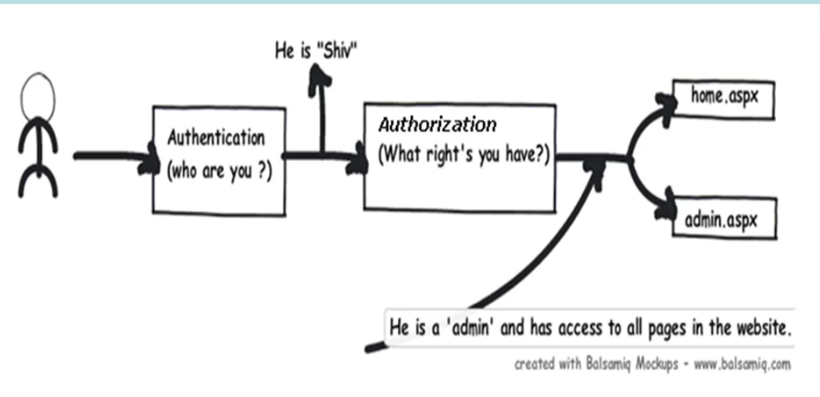 He is "Shiv"
Authentication
(who are you ?)
Authorization
(What right's you have?)
home.aspx
admin.aspx
He is a 'admin' and has access to all pages in the website.
created with Balsamiq Mockups - www.balsamiq.com